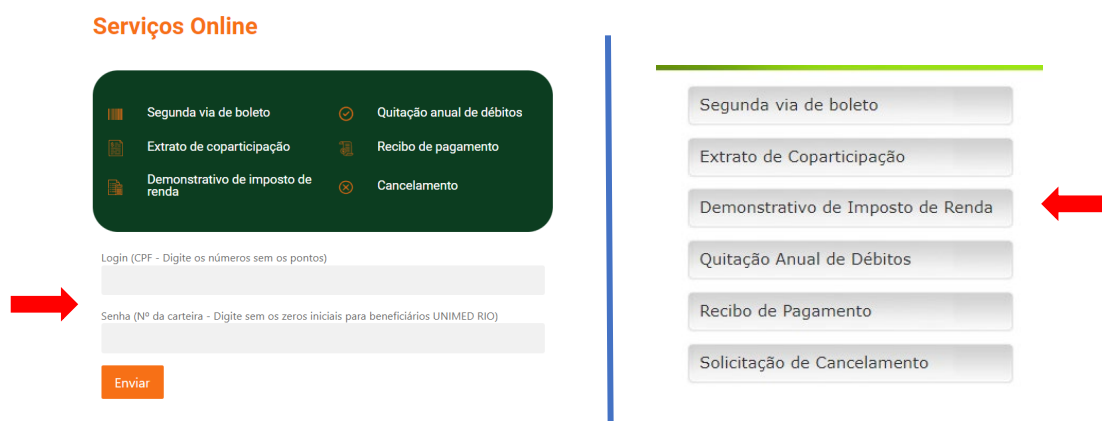 Serviços Online
Segunda via de boleto
Quitação anual de débitos
Extrato de coparticipação
Recibo de pagamento
Demonstrativo de imposto de
renda
Cancelamento
Login (CPF - Digite os números sem os pontos)
Senha (Nº da carteira - Digite sem os zeros iniciais para beneficiários UNIMED RIO)
Enviar
Segunda via de boleto
Extrato de Coparticipação
Demonstrativo de Imposto de Renda
Quitação Anual de Débitos
Recibo de Pagamento
Solicitação de Cancelamento